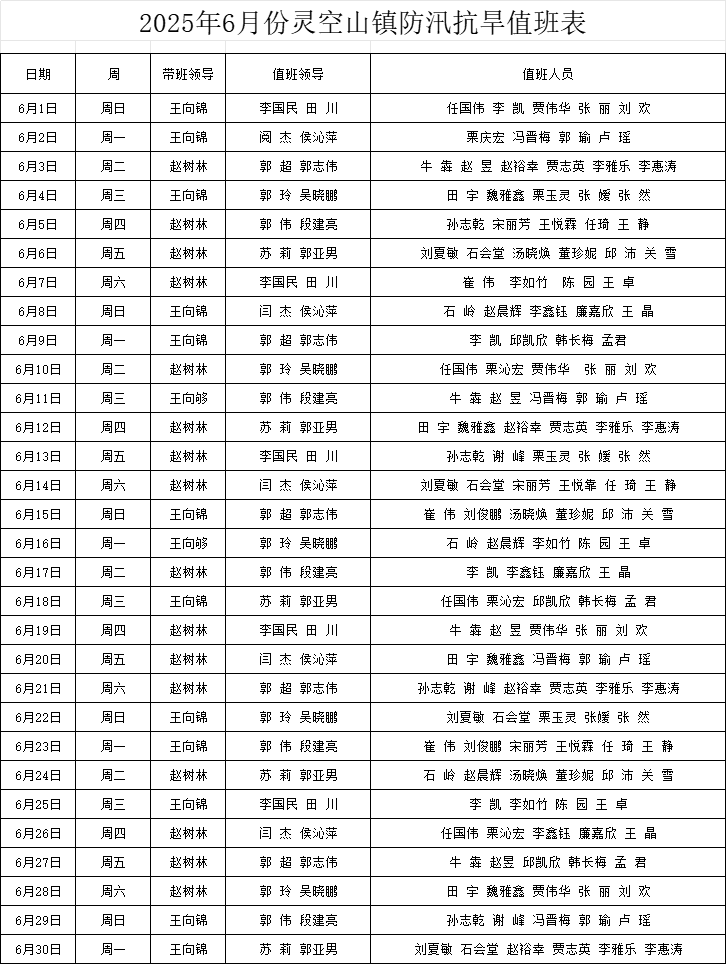 2025年6月份灵空山镇防汛抗旱值班表
日期 周 带班领导 值班领导 值班人员
6月1日 周日 王向锦 李国民 田 川 任国伟 李 凯 贾伟华 张 丽 刘 欢
6月2日 周一 王向锦 阅 杰 侯沁萍 栗庆宏 冯晋梅 郭 瑜 卢 瑶
6月3日 周二 赵树林 郭 超 郭志伟 牛 犇 赵 昱 赵裕幸 贾志英 李雅乐 李惠涛
6月4日 周三 王向锦 郭 玲 吴晓鹏 田 宇 魏雅鑫 栗玉灵 张 嫒 张 然
6月5日 周四 赵树林 郭 伟 段建亮 孙志乾 宋丽芳 王悦霖 任琦 王 静
6月6日 周五 赵树林 苏 莉 郭亚男 刘夏敏 石会堂 汤晓焕 董珍妮 邱 沛 关 雪
6月7日 周六 赵树林 李国民 田 川 崔 伟 李如竹 陈 园 王 卓
6月8日 周日 王向锦 闫 杰 侯沁萍 石 岭 赵晨辉 李鑫钰 廉嘉欣 王 晶
6月9日 周一 王向锦 郭 超 郭志伟 李 凯 邱凯欣 韩长梅 孟君
6月10日 周二 赵树林 郭 玲 吴晓鹏 任国伟 栗沁宏 贾伟华 张 丽 刘 欢
6月11日 周三 王向够 郭 伟 段建亮 牛 犇 赵 昱 冯晋梅 郭 瑜 卢 瑶
6月12日 周四 赵树林 苏 莉 郭亚男 田 宇 魏雅鑫 赵裕幸 贾志英 李雅乐 李惠涛
6月13日 周五 赵树林 李国民 田 川 孙志乾 谢 峰 栗玉灵 张 嫒 张 然
6月14日 周六 赵树林 闫 杰 侯沁萍 刘夏敏 石会堂 宋丽芳 王悦霏 任 琦 王 静
6月15日 周日 王向锦 郭 超 郭志伟 崔 伟 刘俊鹏 汤晓焕 董珍妮 邱 沛 关 雪
6月16日 周一 王向够 郭 玲 吴晓鹏 石 岭 赵晨辉 李如竹 陈 园 王 卓
6月17日 周二 赵树林 郭 伟 段建亮 李 凯 李鑫钰 廉嘉欣 王 晶
6月18日 周三 王向锦 苏 莉 郭亚男 任国伟 栗沁宏 邱凯欣 韩长梅 孟 君
6月19日 周四 赵树林 李国民 田 川 牛 犇 赵 昱 贾伟华 张 丽 刘 欢
6月20日 周五 赵树林 闫 杰 侯沁萍 田 宇 魏雅鑫 冯晋梅 郭 瑜 卢 瑶
6月21日 周六 赵树林 郭 超 郭志伟 孙志乾 谢 峰 赵裕幸 贾志英 李雅乐 李惠涛
6月22日 周日 王向锦 郭 玲 吴晓鹏 刘夏敏 石会堂 栗玉灵 张嫒 张 然
6月23日 周一 王向锦 郭 伟 段建亮 崔 伟 刘俊鹏 宋丽芳 王悦霖 任 琦 王 静
6月24日 周二 赵树林 苏 莉 郭亚男 石 岭 赵晨辉 汤晓焕 董珍妮 邱 沛 关 雪
6月25日 周三 王向锦 李国民 田 川 李 凯 李如竹 陈 园 王 卓
6月26日 周四 赵树林 闫 杰 侯沁萍 任国伟 栗沁宏 李鑫钰 廉嘉欣 王 晶
6月27日 周五 赵树林 郭 超 郭志伟 牛 犇 赵昱 邱凯欣 韩长梅 孟 君
6月28日 周六 赵树林 郭 玲 吴晓鹏 田 宇 魏雅鑫 贾伟华 张 丽 刘 欢
6月29日 周日 王向锦 郭 伟 段建亮 孙志乾 谢 峰 冯晋梅 郭 瑜 卢 瑶
6月30日 周一 王向锦 苏 莉 郭亚男 刘夏敏 石会堂 赵裕幸 贾志英 李雅乐 李惠涛